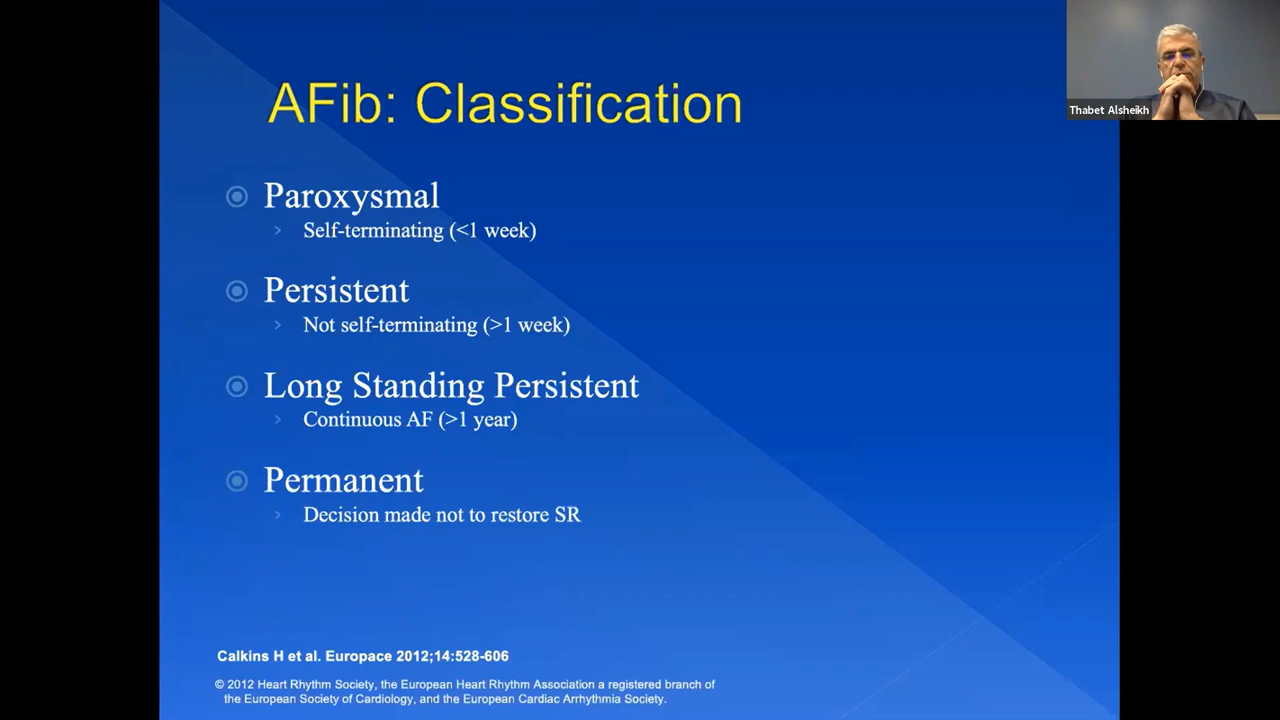 AFib: Classification
Paroxysmal
Self-terminating (<1 week)
Persistent
Not self-terminating (>1 week)
Long Standing Persistent
Continuous AF (>1 year)
Permanent
Decision made not to restore SR
Calkins H et al. Europace 2012;14:528-606
© 2012 Heart Rhythm Society, the European Heart Rhythm Association a registered branch of
the European Society of Cardiology, and the European Cardiac Arrhythmia Society.
Thabet Alsheikh